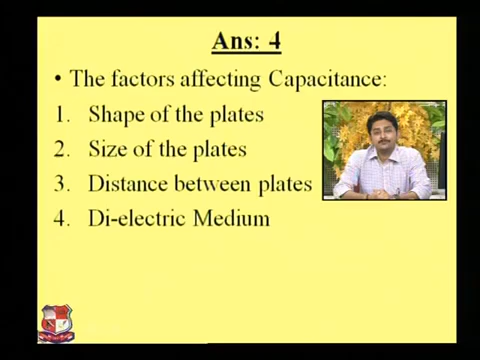 Ans: 4
• The factors affecting Capacitance:
1. Shape of the plates
2. Size of the plates
3. Distance between plates
4. Di-electric Medium